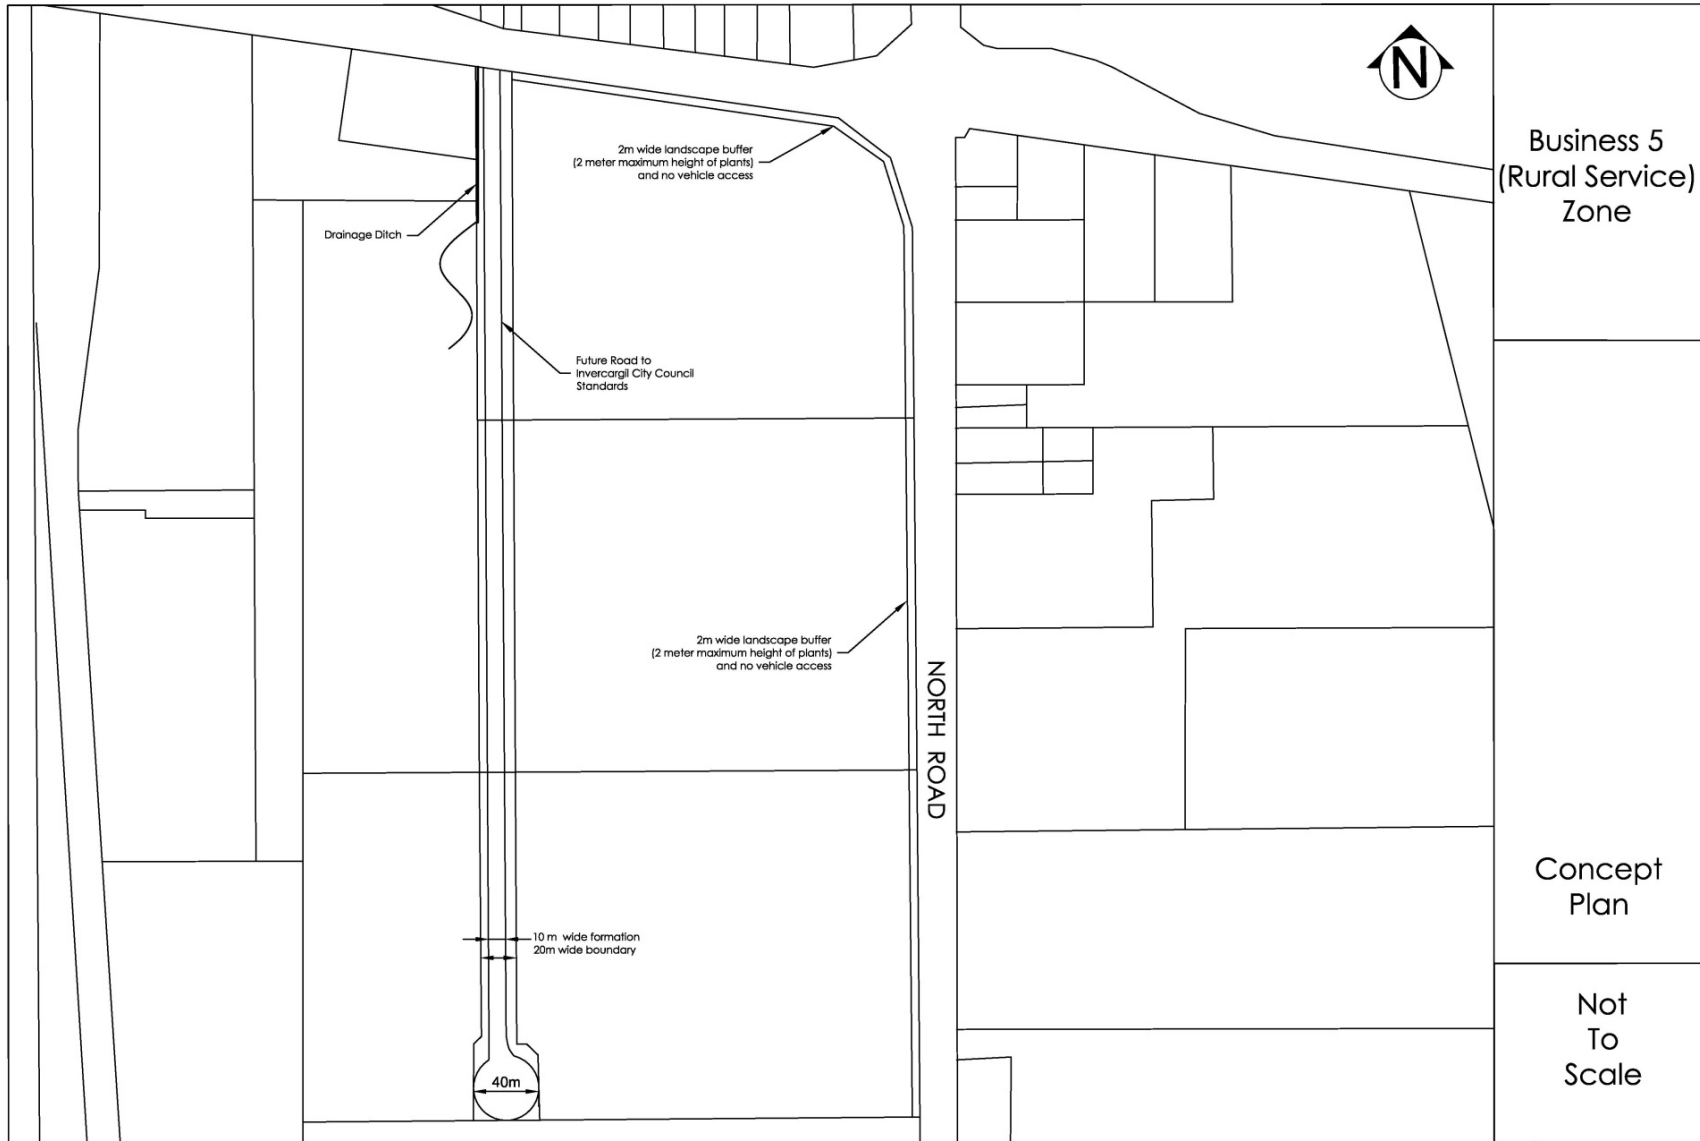 N
Business 5
(Rural Service)
Zone
2m wide landscape buffer
(2 meter maximum height of plants)
and no vehicle access
Drainage Ditch
Future Road to
Invercargil City Council
Standards
2m wide landscape buffer
(2 meter maximum height of plants)
and no vehicle access
NORTH ROAD
Concept
Plan
10 m wide formation
20m wide boundary
Not
To
Scale
40m